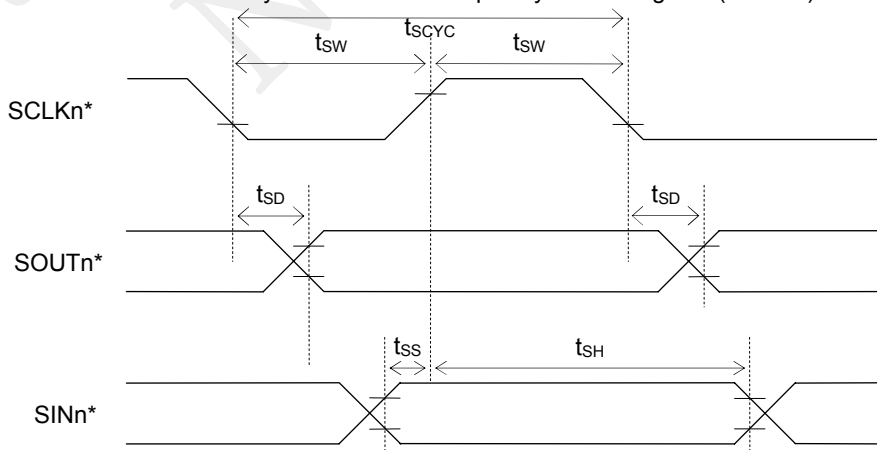 tSCYC
tSW tSW
SCLKn*
tSD tSD
SOUTn*
tSS tSH
SINn*